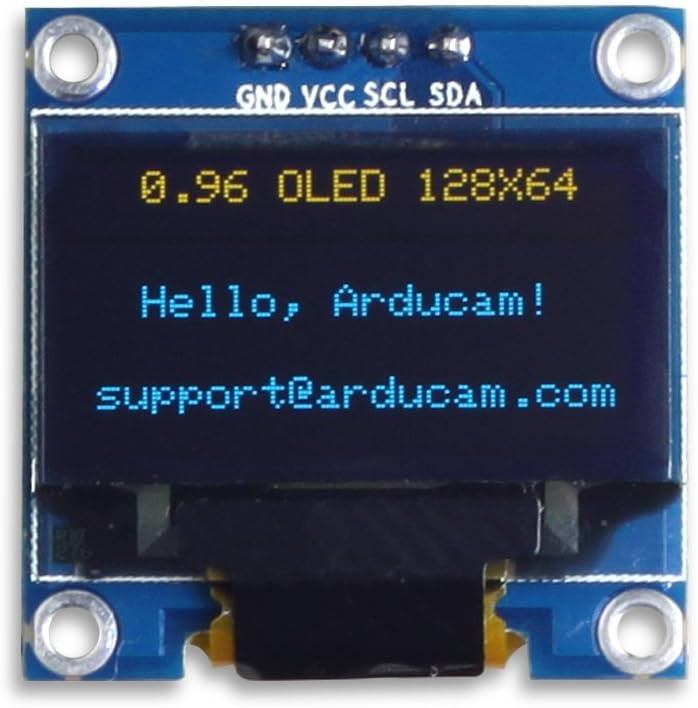 GND VCC SCL SDA
0.96 OLED 128X64
Hello, Arducam!
support@arducam.com